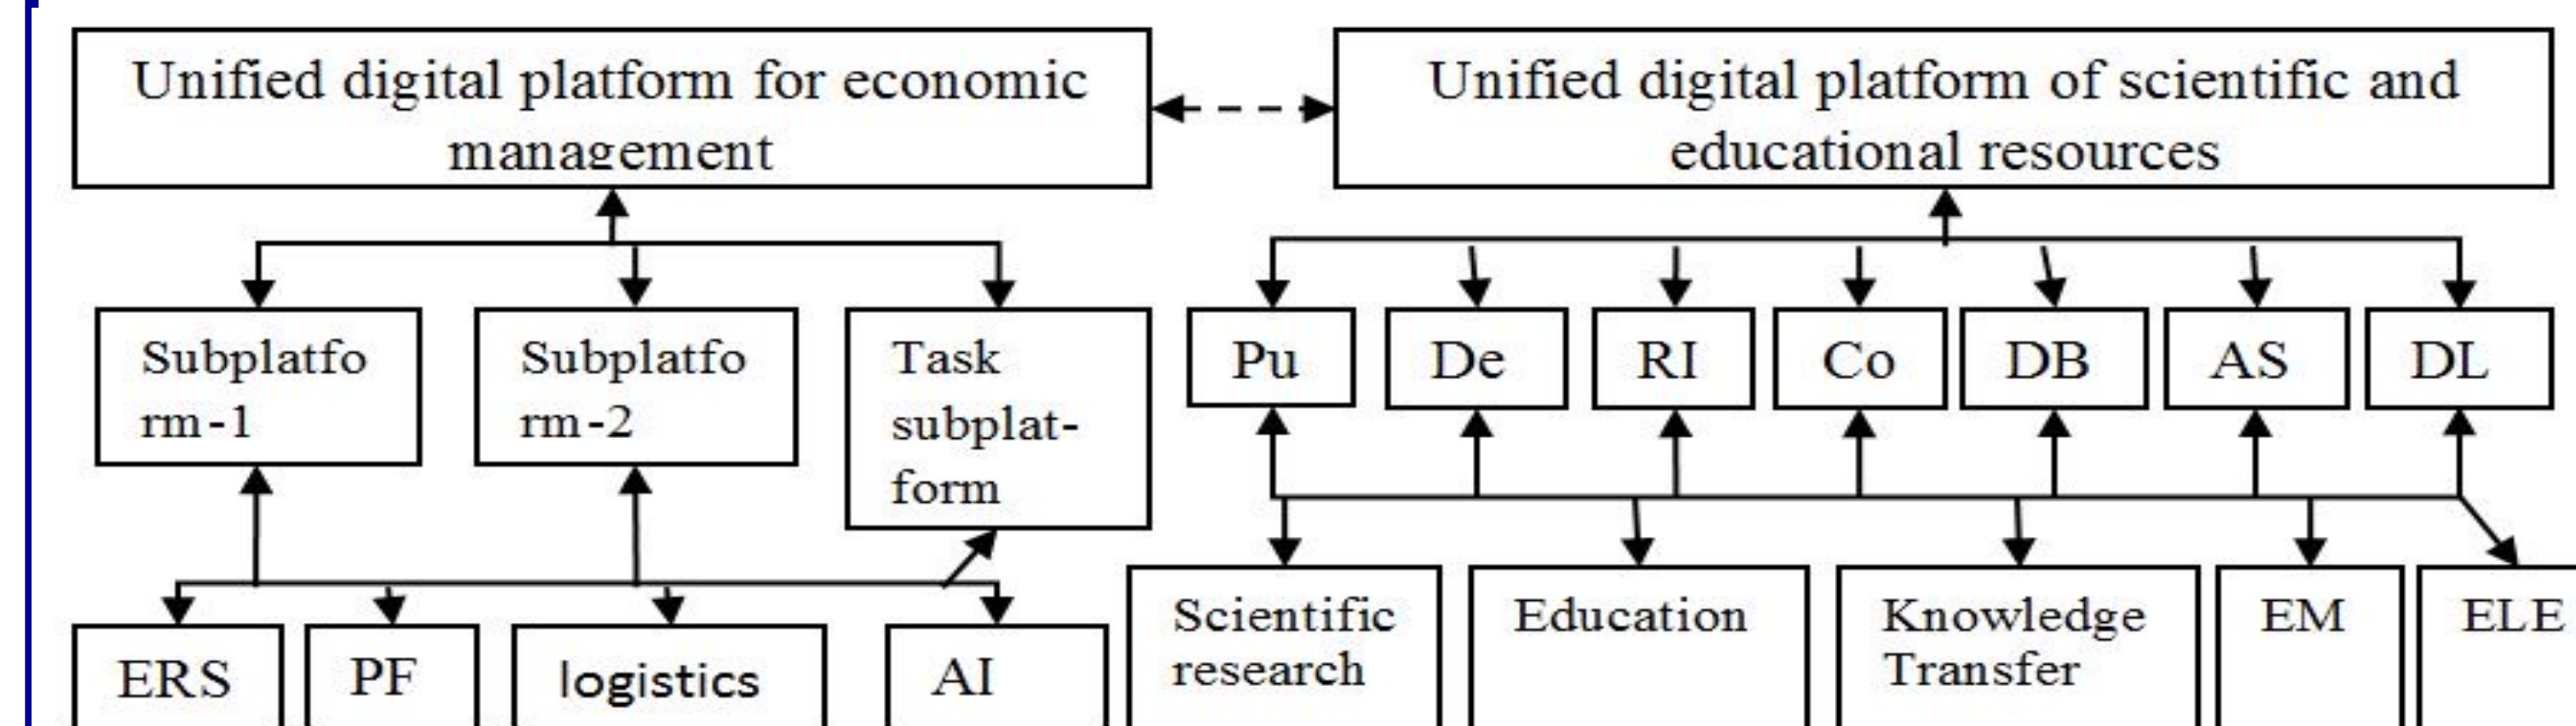 Unified digital platform for economic
management
Unified digital platform of scientific and
educational resources
Subplatfo
rm-1
Subplatfo
rm-2
Task
subplat-
form
Pu
De
RI
Co
DB
AS
DL
ERS
PF
logistics
AI
Scientific
research
Education
Knowledge
Transfer
EM
ELE